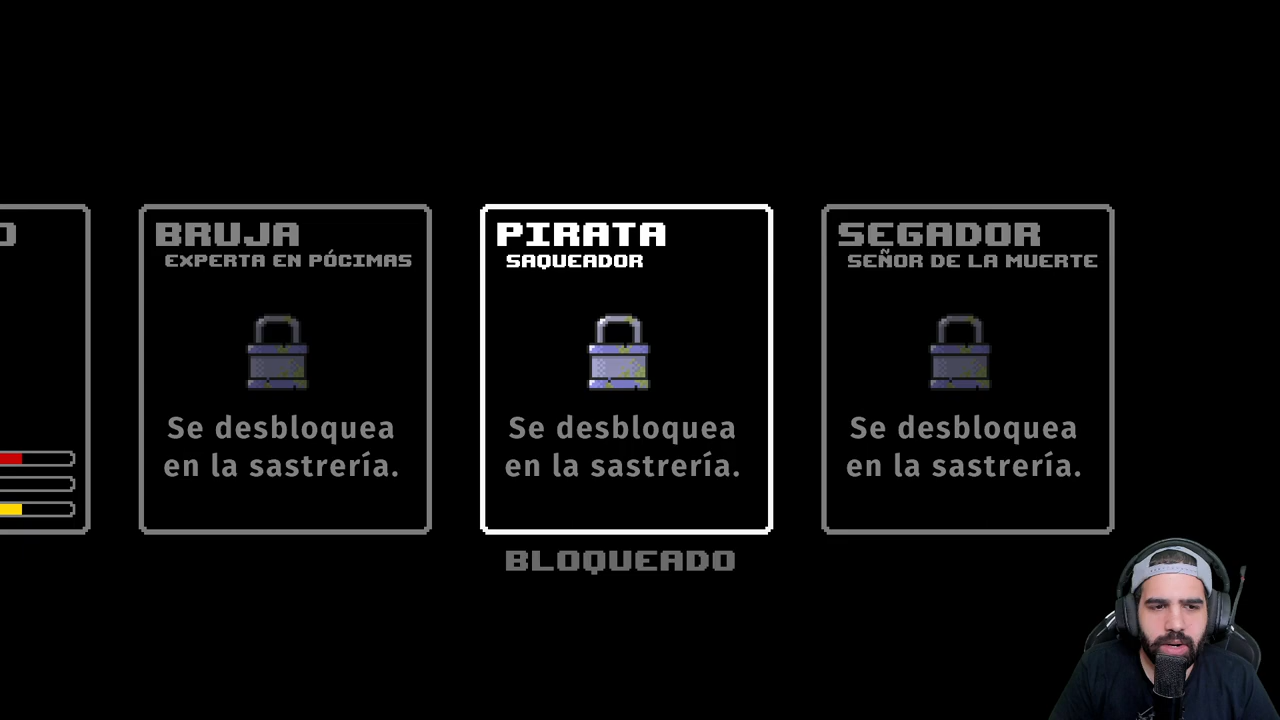 O
BRUJA
EXPERTA EN PÓCIMAS
Se desbloquea
en la sastrería.
PIRATA
SAQUEADOR
Se desbloquea
en la sastrería.
BLOQUEADO
SEGADOR
SEÑOR DE LA MUERTE
Se desbloquea
en la sastrería.